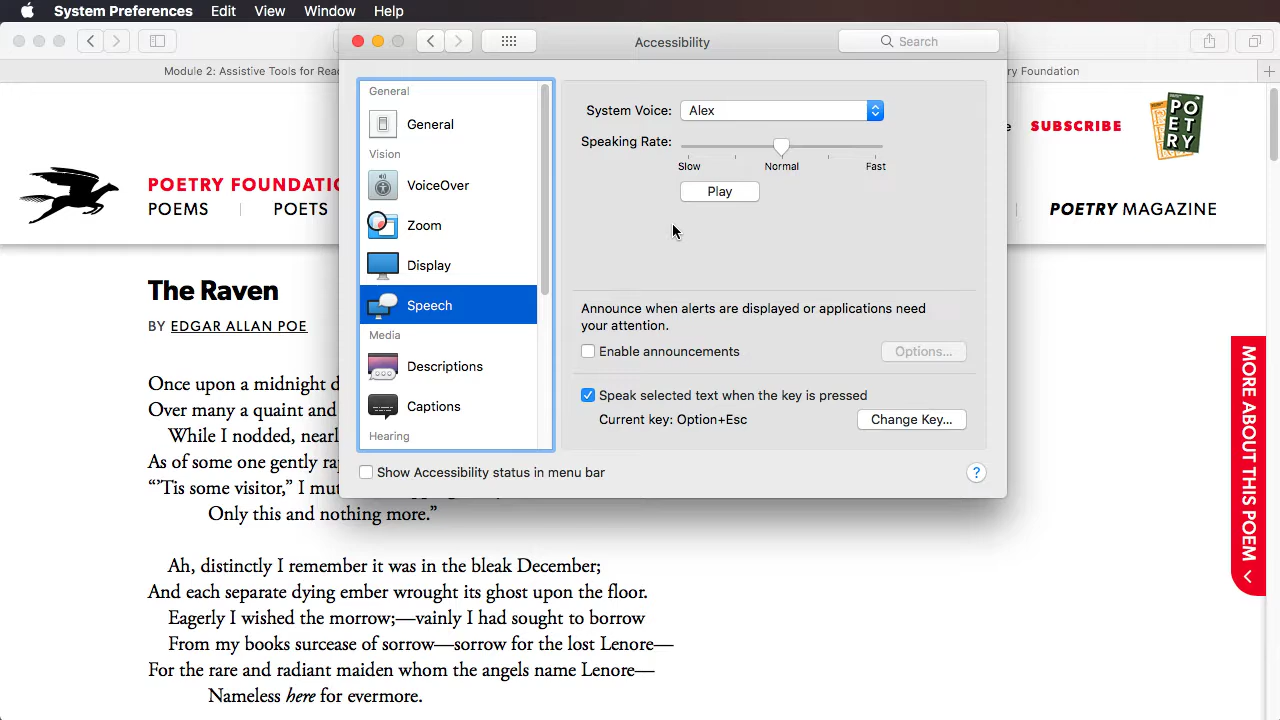 System Preferences Edit View Window Help
Accessibility
Search
Module 2: Assistive Tools for Rea
ry Foundation
General
General
Vision
VoiceOver
Zoom
Display
Speech
Media
Descriptions
Captions
Hearing
System Voice: Alex
Speaking Rate:
Slow Normal Fast
Play
Announce when alerts are displayed or applications need
your attention.
Enable announcements
Options...
Speak selected text when the key is pressed
Current key: Option+Esc
Change Key...
Show Accessibility status in menu bar
?
POETRY FOUNDATIO
POEMS
POETS
e
SUBSCRIBE
PO
ET
RY
POETRY MAGAZINE
The Raven
BY EDGAR ALLAN POE
Once upon a midnight d
Over many a quaint and
While I nodded, nearl
As of some one gently ra
“’Tis some visitor,” I mut
Only this and nothing more.”
Ah, distinctly I remember it was in the bleak December;
And each separate dying ember wrought its ghost upon the floor.
Eagerly I wished the morrow;—vainly I had sought to borrow
From my books surcease of sorrow—sorrow for the lost Lenore—
For the rare and radiant maiden whom the angels name Lenore—
Nameless here for evermore.
MORE ABOUT THIS POEM